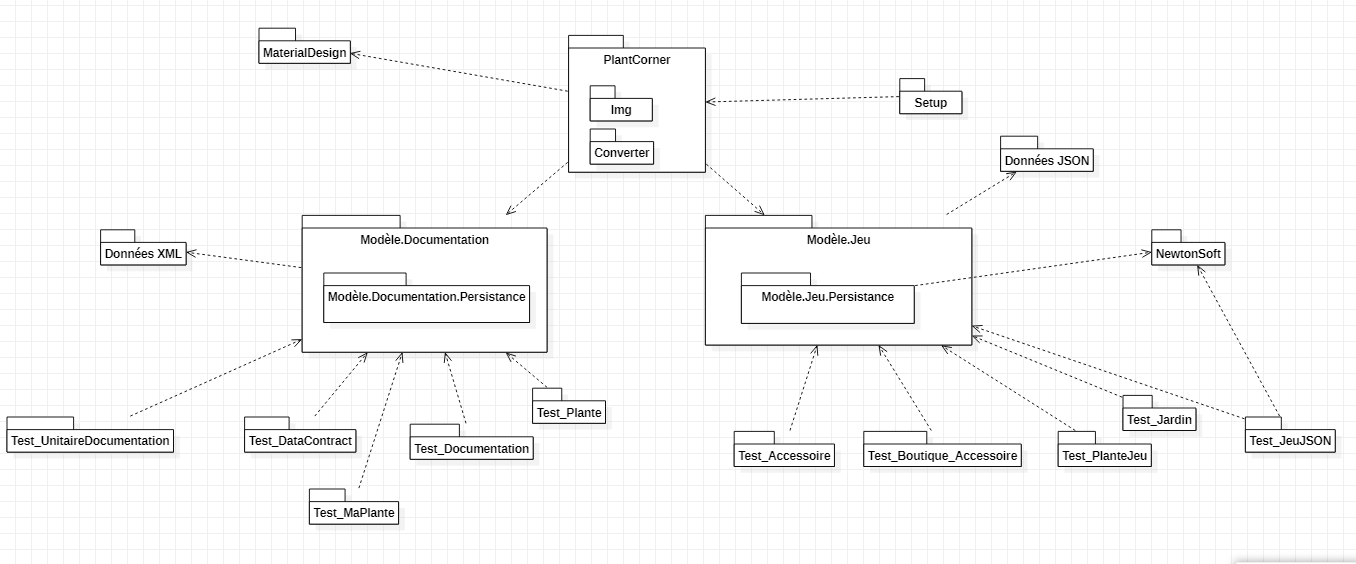 MaterialDesign
PlantCorner
Img
Converter
Setup
Données JSON
Modèle.Documentation
Modèle.Documentation.Persistance
Données XML
Modèle.Jeu
Modèle.Jeu.Persistance
NewtonSoft
Test_UnitaireDocumentation
Test_DataContract
Test_MaPlante
Test_Documentation
Test_Plante
Test_Accessoire
Test_Boutique_Accessoire
Test_PlanteJeu
Test_Jardin
Test_JeuJSON